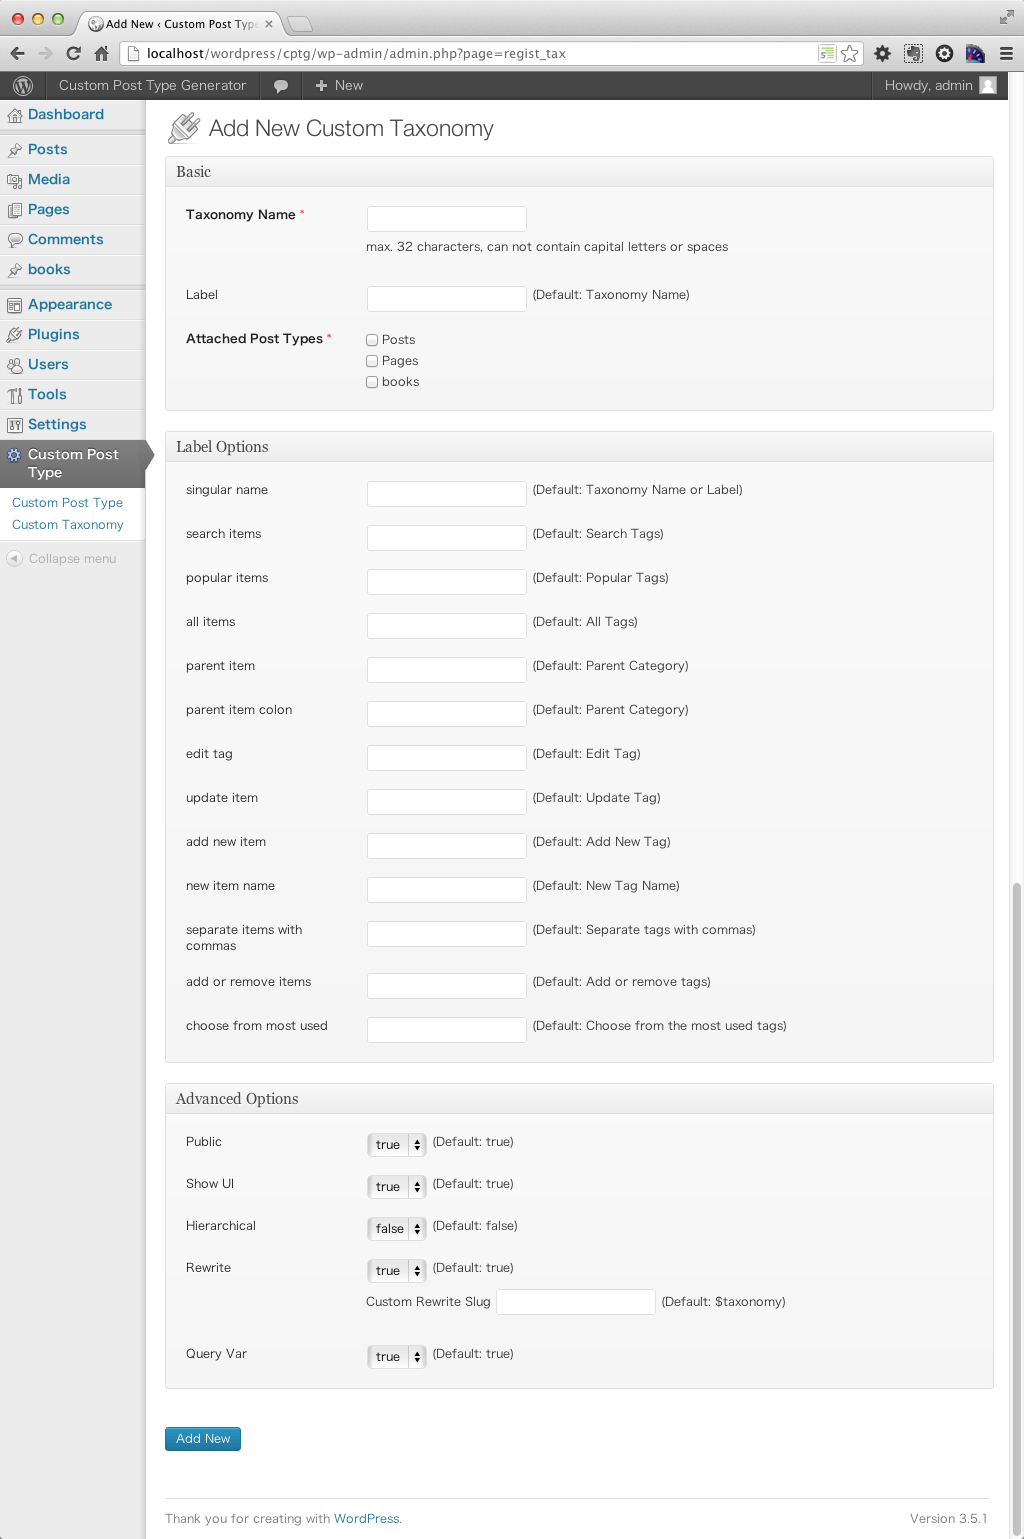 Add New ‹ Custom Post Type
localhost/wordpress/cptg/wp-admin/admin.php?page=regist_tax
Custom Post Type Generator
New
Howdy, admin
Dashboard
Posts
Media
Pages
Comments
books
Appearance
Plugins
Users
Tools
Settings
Custom Post
Type
Custom Post Type
Custom Taxonomy
Collapse menu
Add New Custom Taxonomy
Basic
Taxonomy Name *
max. 32 characters, can not contain capital letters or spaces
Label (Default: Taxonomy Name)
Attached Post Types * Posts
Pages
books
Label Options
singular name (Default: Taxonomy Name or Label)
search items (Default: Search Tags)
popular items (Default: Popular Tags)
all items (Default: All Tags)
parent item (Default: Parent Category)
parent item colon (Default: Parent Category)
edit tag (Default: Edit Tag)
update item (Default: Update Tag)
add new item (Default: Add New Tag)
new item name (Default: New Tag Name)
separate items with (Default: Separate tags with commas)
commas
add or remove items (Default: Add or remove tags)
choose from most used (Default: Choose from the most used tags)
Advanced Options
Public true (Default: true)
Show UI true (Default: true)
Hierarchical false (Default: false)
Rewrite true (Default: true)
Custom Rewrite Slug (Default: $taxonomy)
Query Var true (Default: true)
Add New
Thank you for creating with WordPress.
Version 3.5.1